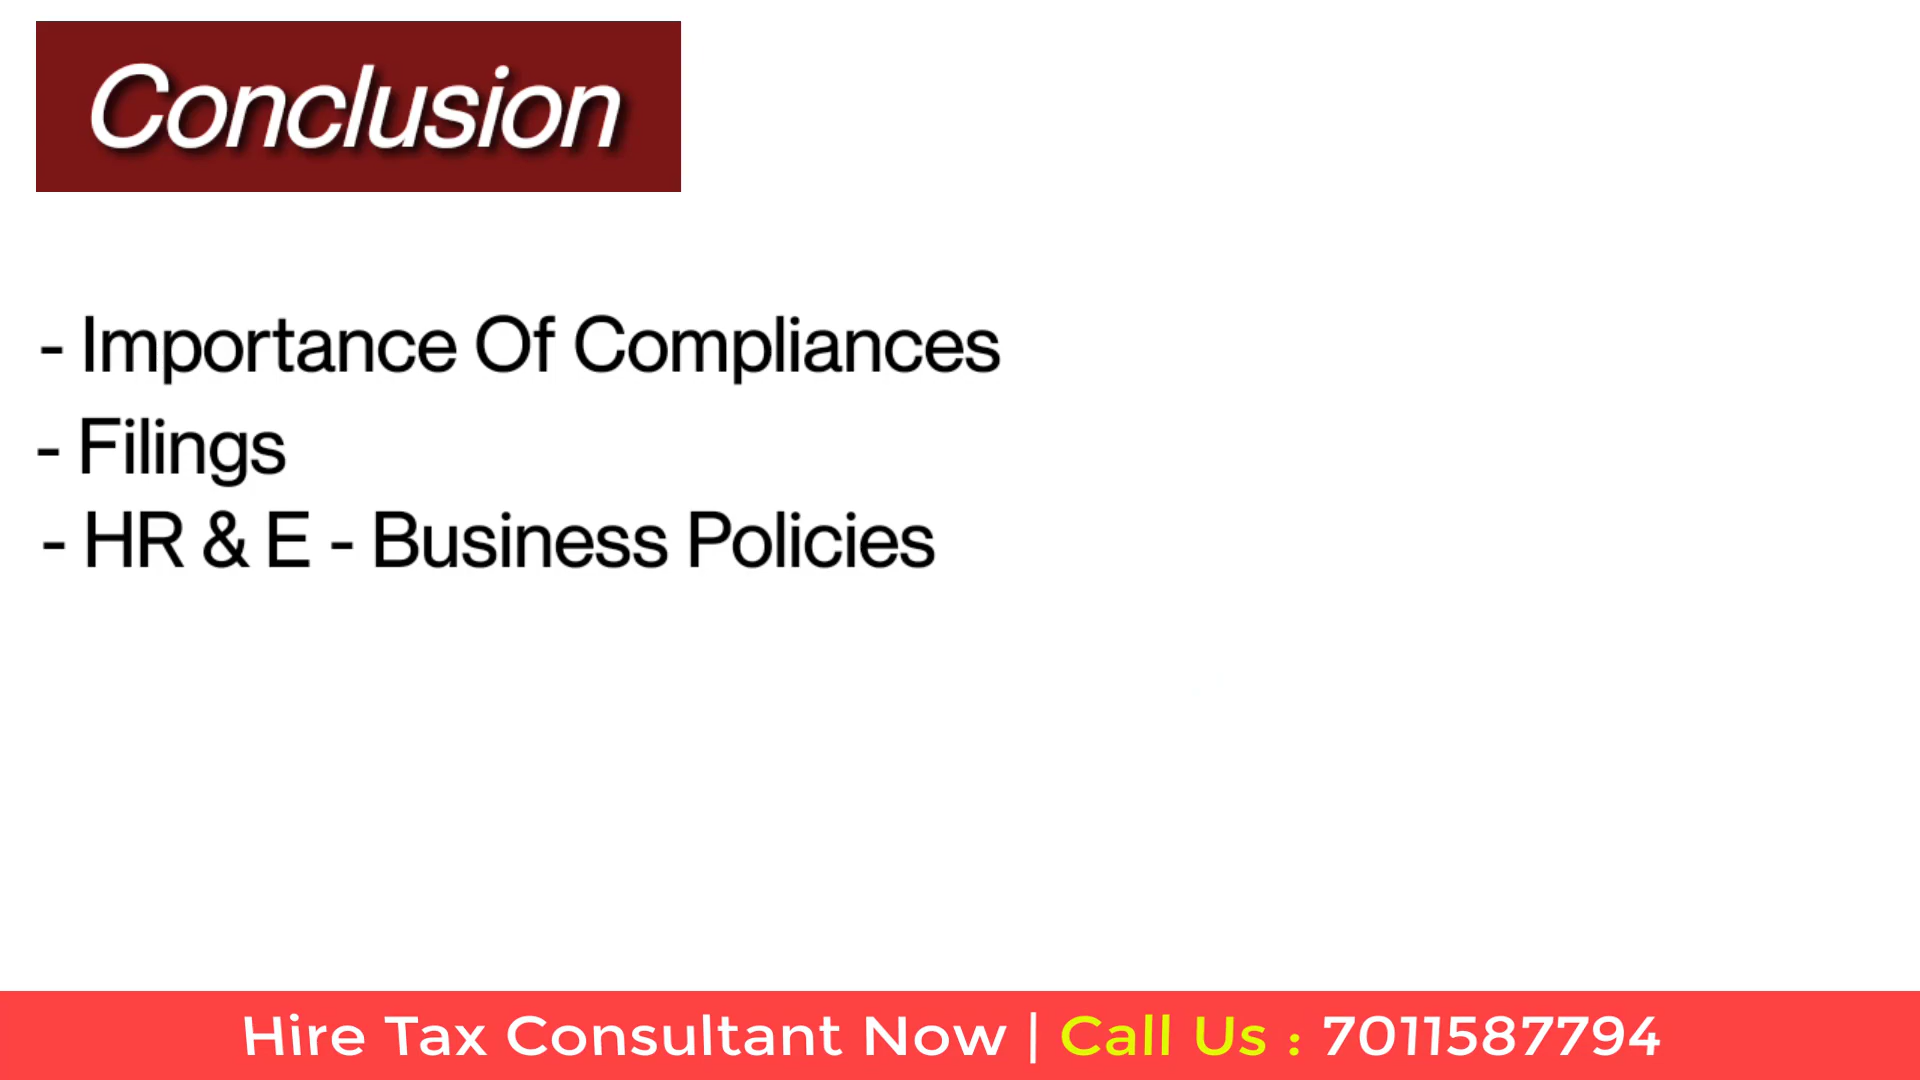 Conclusion
- Importance Of Compliances
- Filings
- HR & E - Business Policies
Hire Tax Consultant Now | Call Us : 7011587794